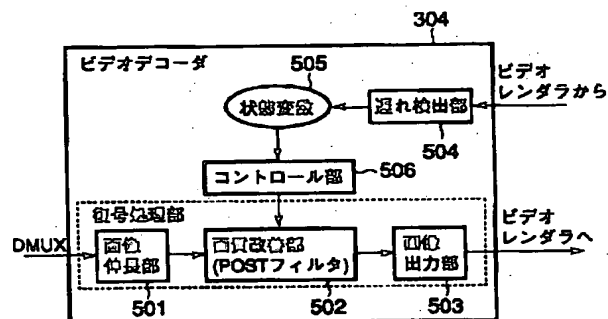 304
ビデオデコーダ
505
状態変数
遅れ検出部
504
ビデオ
レンダラから
コントロール部
506
信号処理部
DMUX
画像
伸長部
501
画質改善部
(POSTフィルタ)
502
画像
出力部
503
ビデオ
レンダラへ